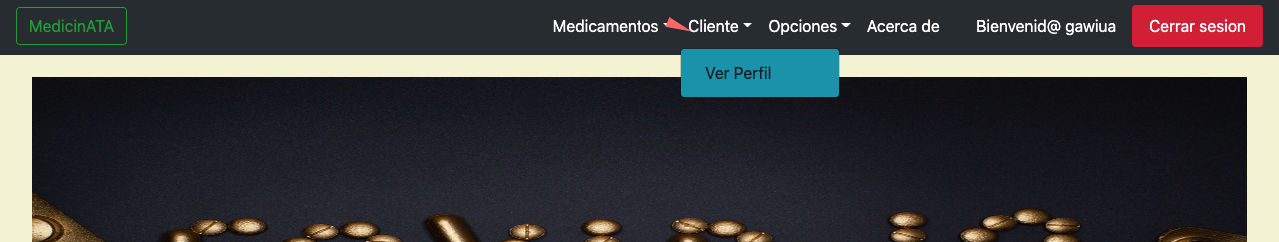 MedicinATA Medicamentos Cliente Opciones Acerca de Bienvenid@ gawiua Cerrar sesion
Ver Perfil